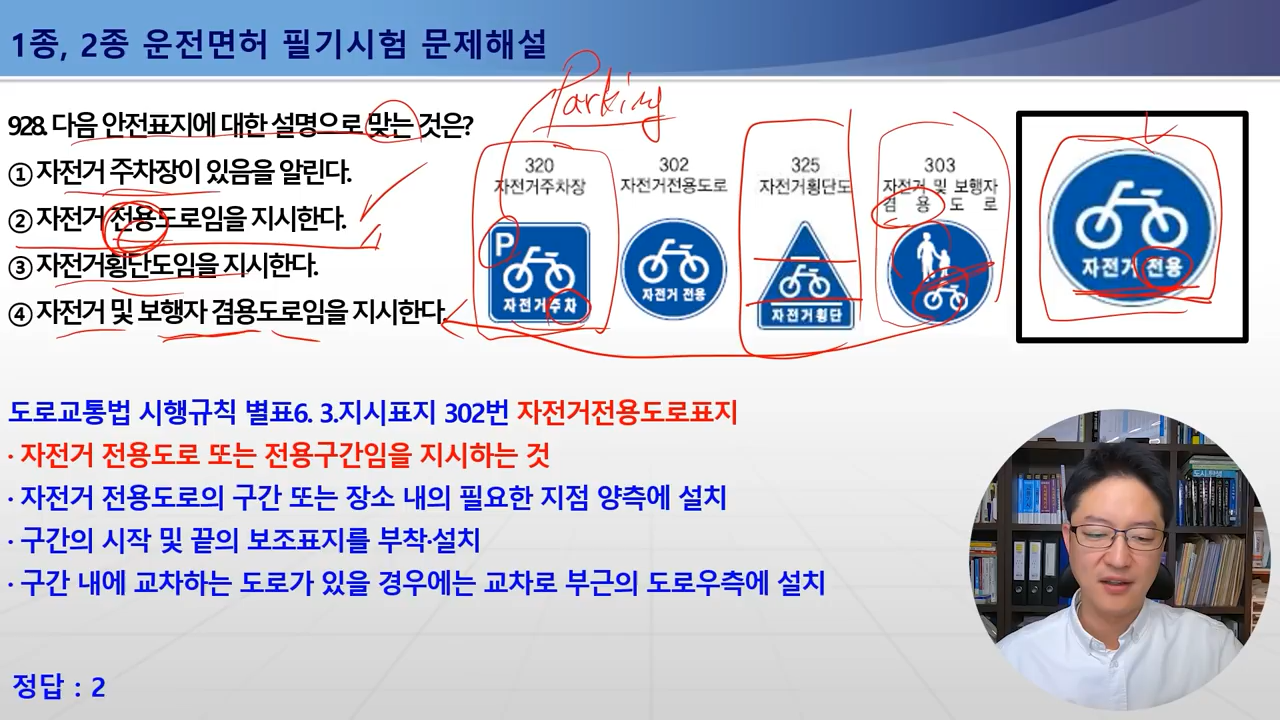 1종, 2종 운전면허 필기시험 문제해설
928. 다음 안전표지에 대한 설명으로 맞는 것은?
① 자전거 주차장이 있음을 알린다.
② 자전거 전용도로임을 지시한다.
③ 자전거횡단도임을 지시한다.
④ 자전거 및 보행자 겸용도로임을 지시한다.
Parking
320
자전거주차장
P
자전거주차
302
자전거전용도로
자전거 전용
325
자전거횡단도
자전거횡단
303
자전거 및 보행자
겸 용 도 로
자전거 전용
도로교통법 시행규칙 별표6. 3.지시표지 302번 자전거전용도로표지
· 자전거 전용도로 또는 전용구간임을 지시하는 것
· 자전거 전용도로의 구간 또는 장소 내의 필요한 지점 양측에 설치
· 구간의 시작 및 끝의 보조표지를 부착·설치
· 구간 내에 교차하는 도로가 있을 경우에는 교차로 부근의 도로우측에 설치
정답 : 2